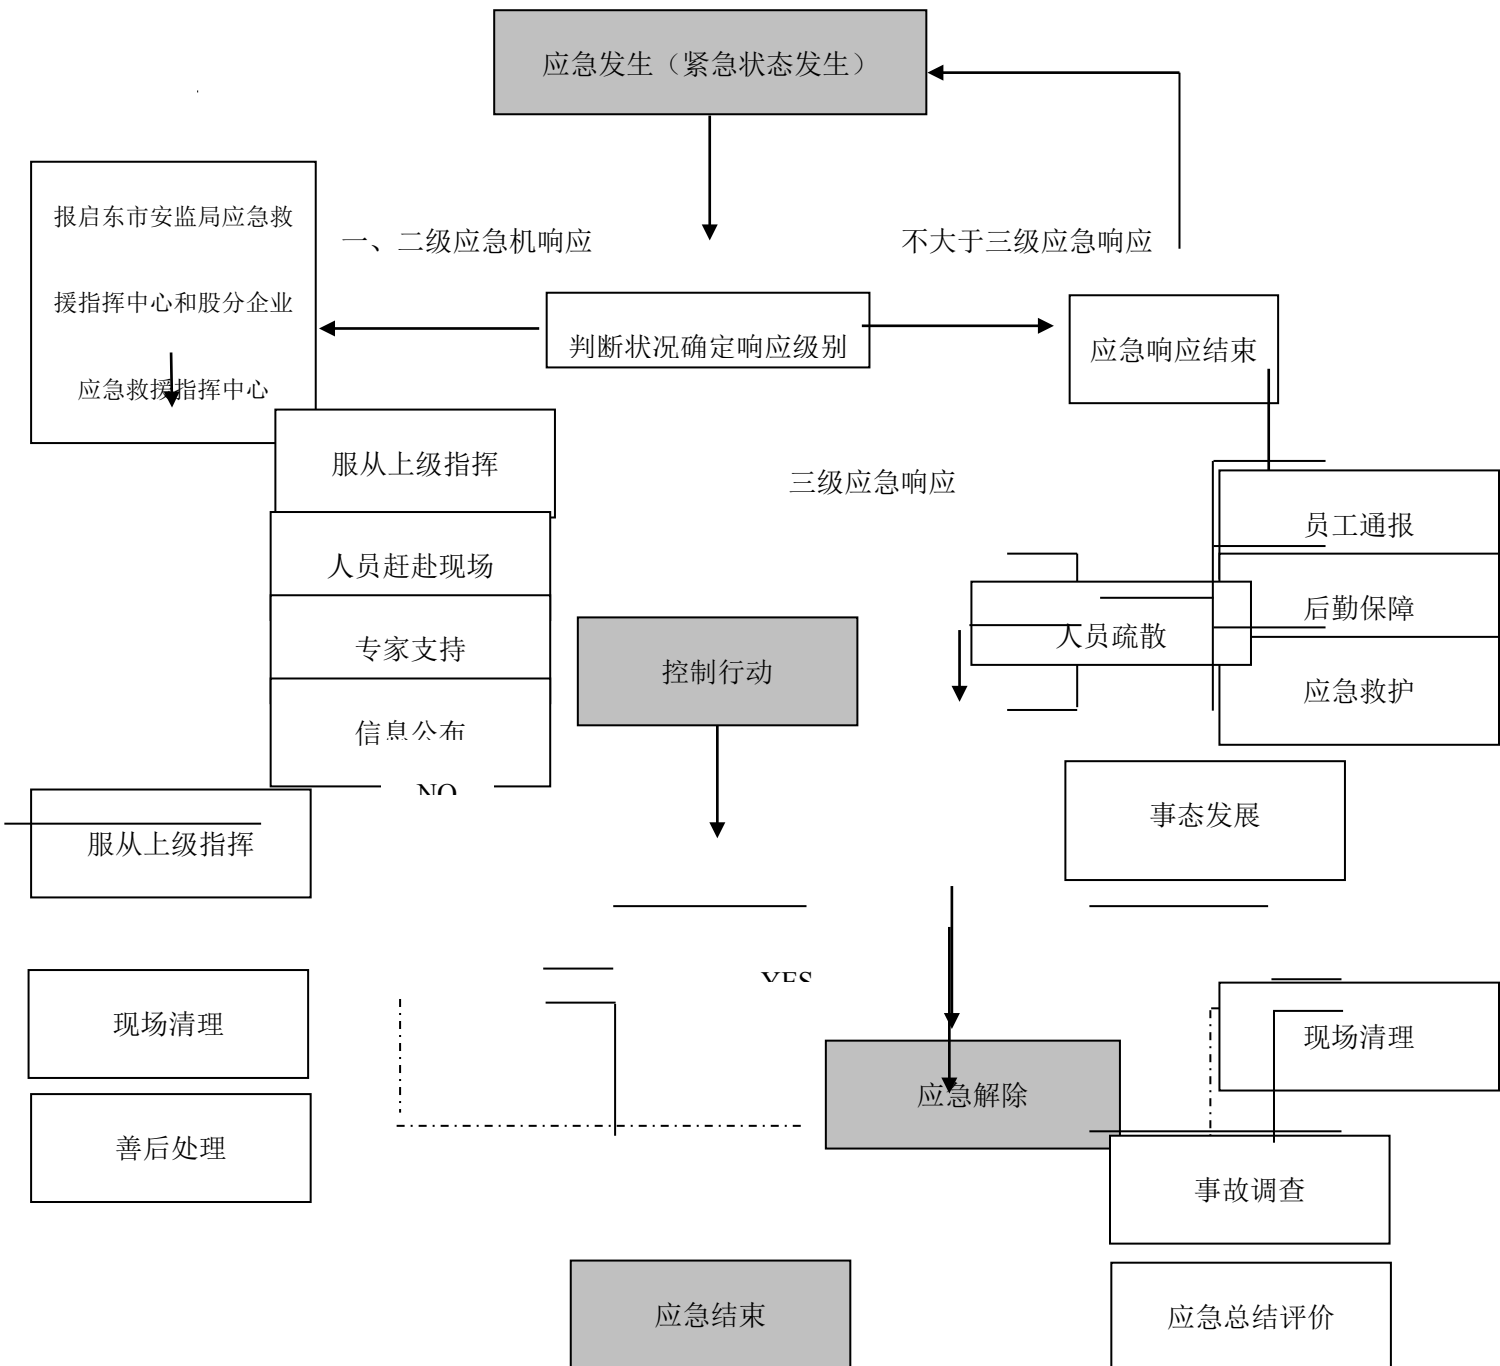 应急发生（紧急状态发生）
报启东市安监局应急救
援指挥中心和股分企业
应急救援指挥中心
一、二级应急机响应
不大于三级应急响应
判断状况确定响应级别
应急响应结束
服从上级指挥
三级应急响应
员工通报
人员赶赴现场
后勤保障
人员疏散
专家支持
控制行动
应急救护
信息公布
NO
事态发展
服从上级指挥
YES
现场清理
现场清理
应急解除
善后处理
事故调查
应急结束
应急总结评价